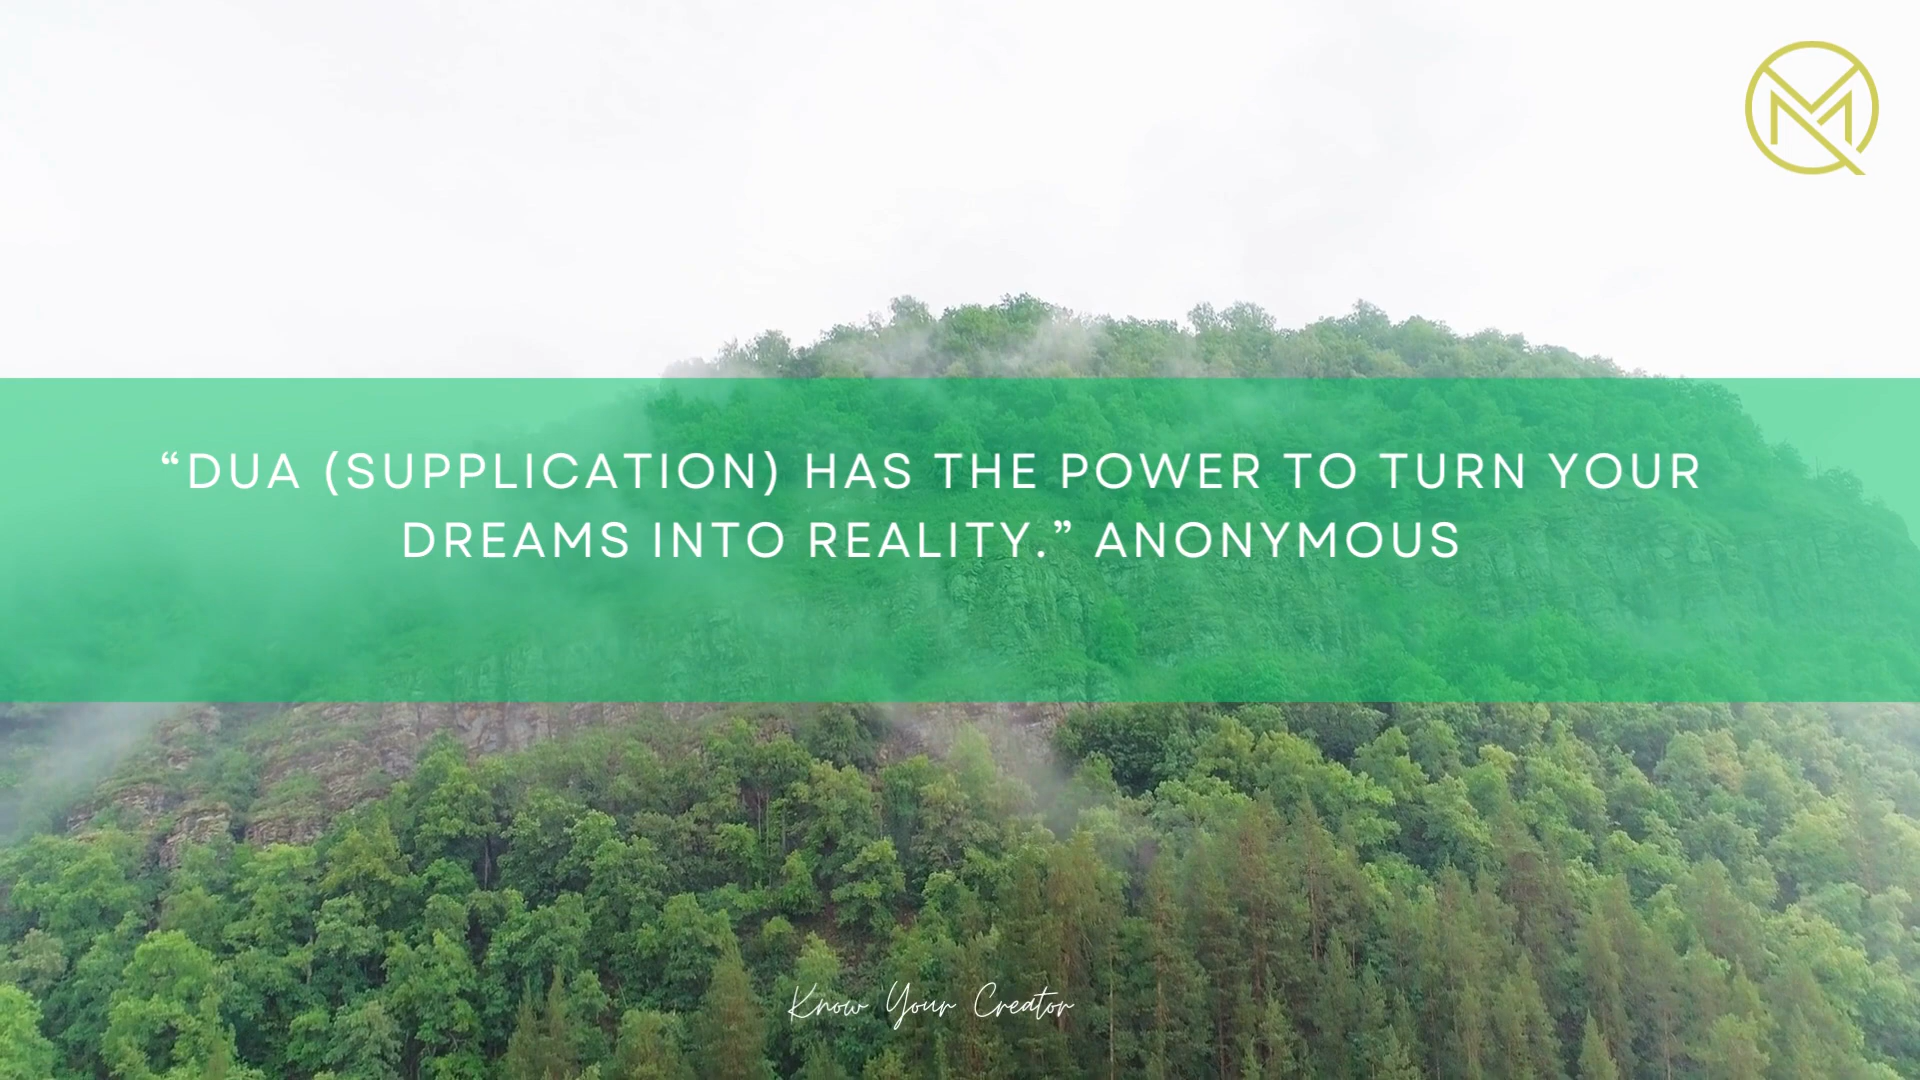 “DUA (SUPPLICATION) HAS THE POWER TO TURN YOUR
DREAMS INTO REALITY.” ANONYMOUS
Know Your Creator